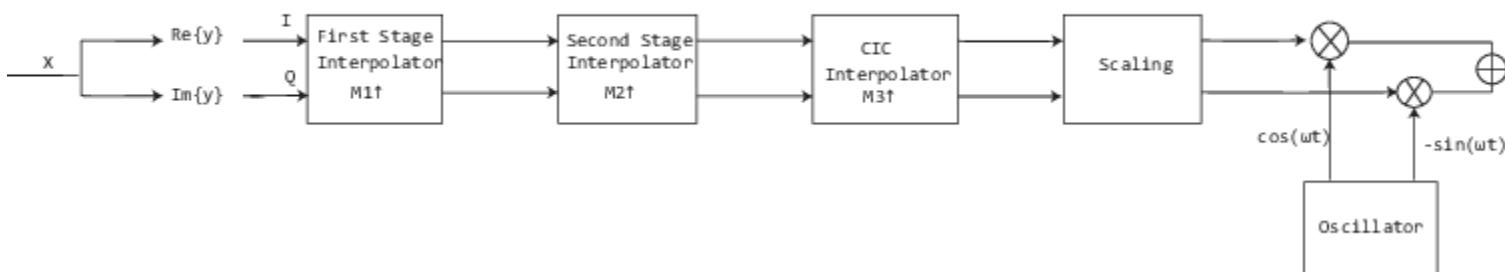 X
Re{y}
Im{y}
I
Q
First Stage
Interpolator
M1↑
Second Stage
Interpolator
M2↑
CIC
Interpolator
M3↑
Scaling
cos(ωt)
-sin(ωt)
Oscillator